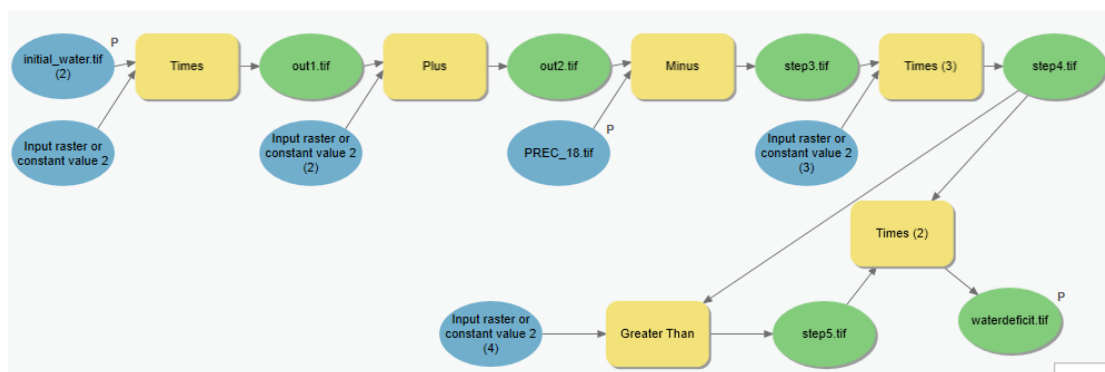 P
initial_water.tif
(2)
Times
out1.tif
Plus
out2.tif
Minus
step3.tif
Times (3)
step4.tif
Input raster or
constant value 2
Input raster or
constant value 2
(2)
P
PREC_18.tif
Input raster or
constant value 2
(3)
Times (2)
Input raster or
constant value 2
(4)
Greater Than
step5.tif
P
waterdeficit.tif